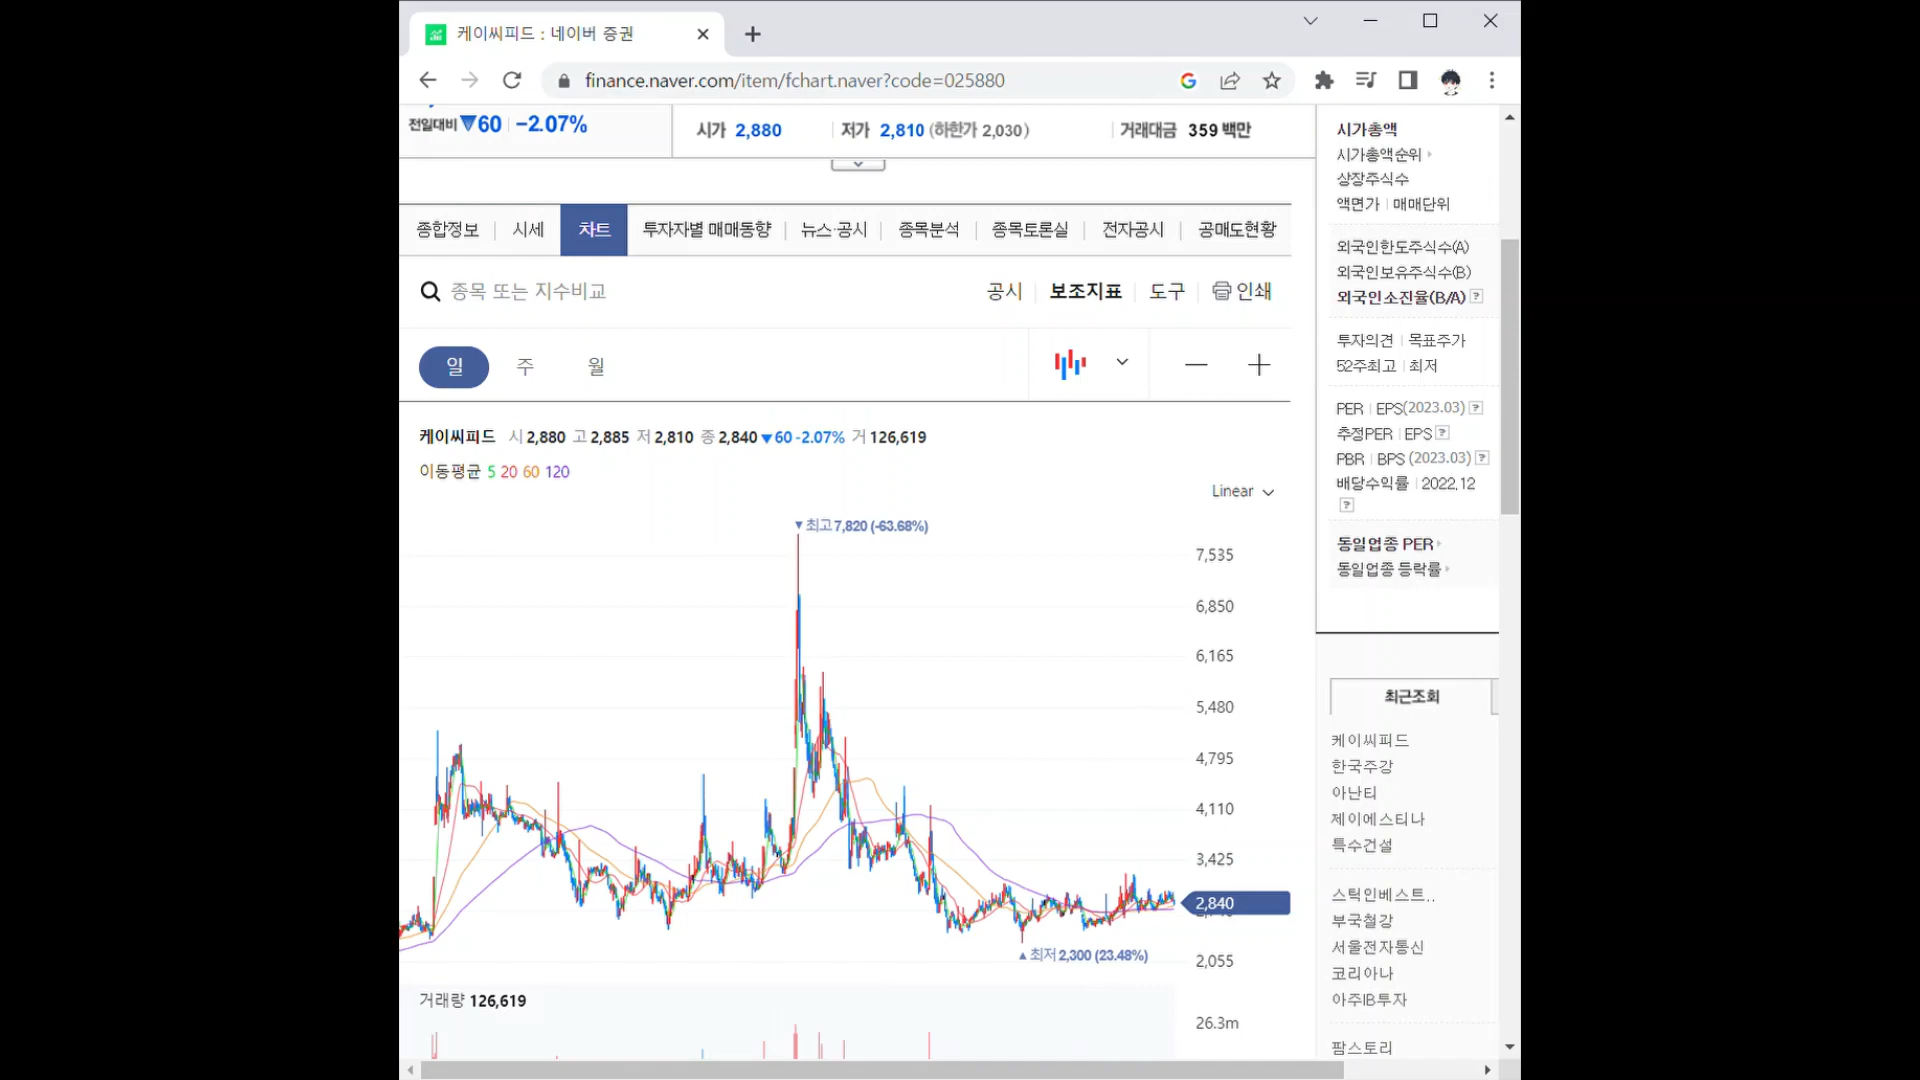 케이씨피드 : 네이버 증권
finance.naver.com/item/fchart.naver?code=025880
전일대비 ▼60 -2.07%
시가 2,880 저가 2,810 (하한가 2,030) 거래대금 359 백만
종합정보 시세 차트 투자자별 매매동향 뉴스·공시 종목분석 종목토론실 전자공시 공매도현황
종목 또는 지수비교 공시 보조지표 도구 인쇄
일 주 월
케이씨피드 시 2,880 고 2,885 저 2,810 종 2,840 ▼60 -2.07% 거 126,619
이동평균 5 20 60 120
Linear
▼최고 7,820 (-63.68%)
7,535
6,850
6,165
5,480
4,795
4,110
3,425
2,840
▲최저 2,300 (23.48%)
2,055
거래량 126,619
26.3m
시가총액
시가총액순위
상장주식수
액면가 매매단위
외국인한도주식수(A)
외국인보유주식수(B)
외국인소진율(B/A) ?
투자의견 목표주가
52주최고 최저
PER EPS(2023.03) ?
추정PER EPS ?
PBR BPS (2023.03) ?
배당수익률 2022.12
?
동일업종 PER
동일업종 등락률
최근조회
케이씨피드
한국주강
아난티
제이에스티나
특수건설
스틱인베스트..
부국철강
서울전자통신
코리아나
아주IB투자
팜스토리